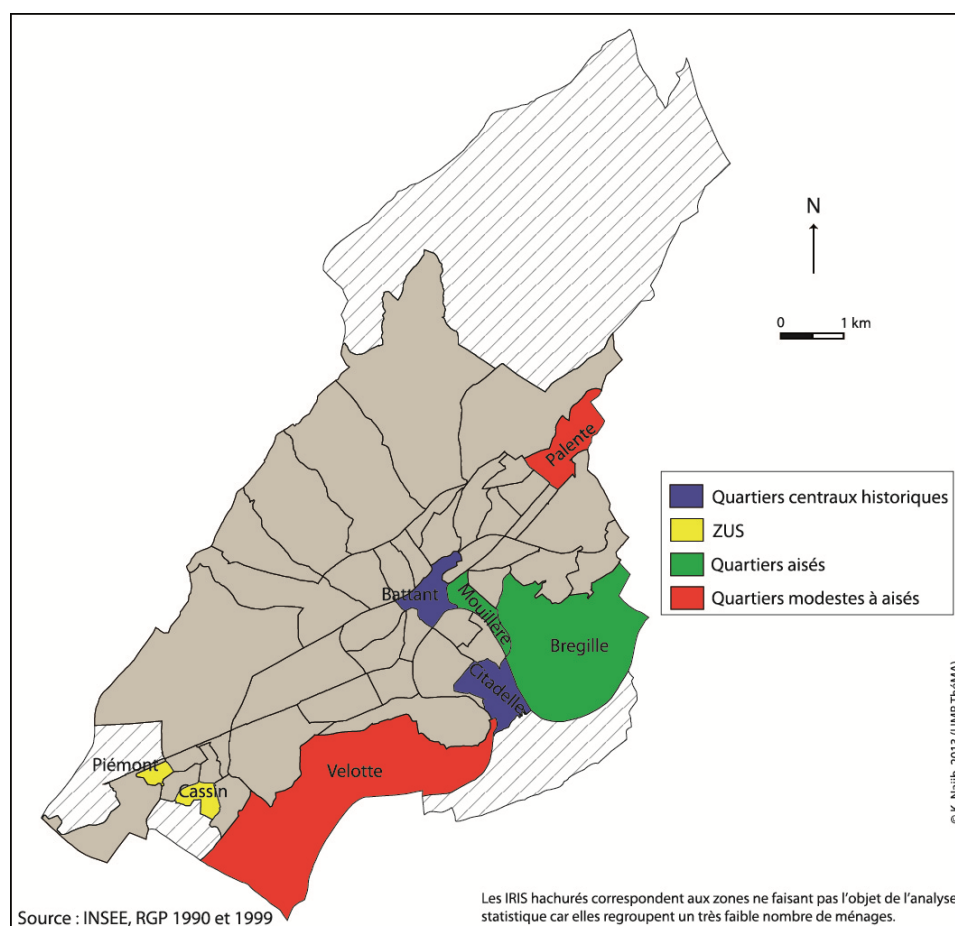 N
0 1 km
Palente
Quartiers centraux historiques
ZUS
Quartiers aisés
Quartiers modestes à aisés
Battant
Mouillère
Bregille
Citadelle
Velotte
Piémont
Cassin
Source : INSEE, RGP 1990 et 1999
Les IRIS hachurés correspondent aux zones ne faisant pas l'objet de l'analyse
statistique car elles regroupent un très faible nombre de ménages.